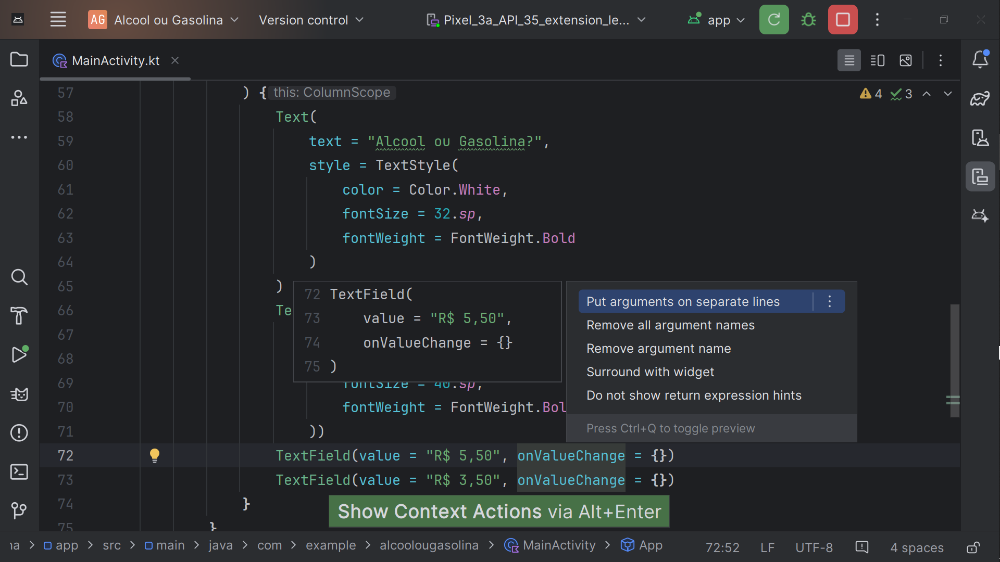 AG Alcool ou Gasolina Version control Pixel_3a_API_35_extension_le... app
MainActivity.kt
57 ) { this: ColumnScope
4 3
58 Text(
59 text = "Alcool ou Gasolina?",
60 style = TextStyle(
61 color = Color.White,
62 fontSize = 32.sp,
63 fontWeight = FontWeight.Bold
64 )
65 )
66 Te
67
68
69 fontSize = 40.sp,
70 fontWeight = FontWeight.Bol
71 ))
72 TextField(value = "R$ 5,50", onValueChange = {})
73 TextField(value = "R$ 3,50", onValueChange = {})
74 }
75 }
72 TextField(
73 value = "R$ 5,50",
74 onValueChange = {}
75 )
Put arguments on separate lines
Remove all argument names
Remove argument name
Surround with widget
Do not show return expression hints
Press Ctrl+Q to toggle preview
Show Context Actions via Alt+Enter
na > app > src > main > java > com > example > alcoolougasolina > MainActivity > App 72:52 LF UTF-8 4 spaces